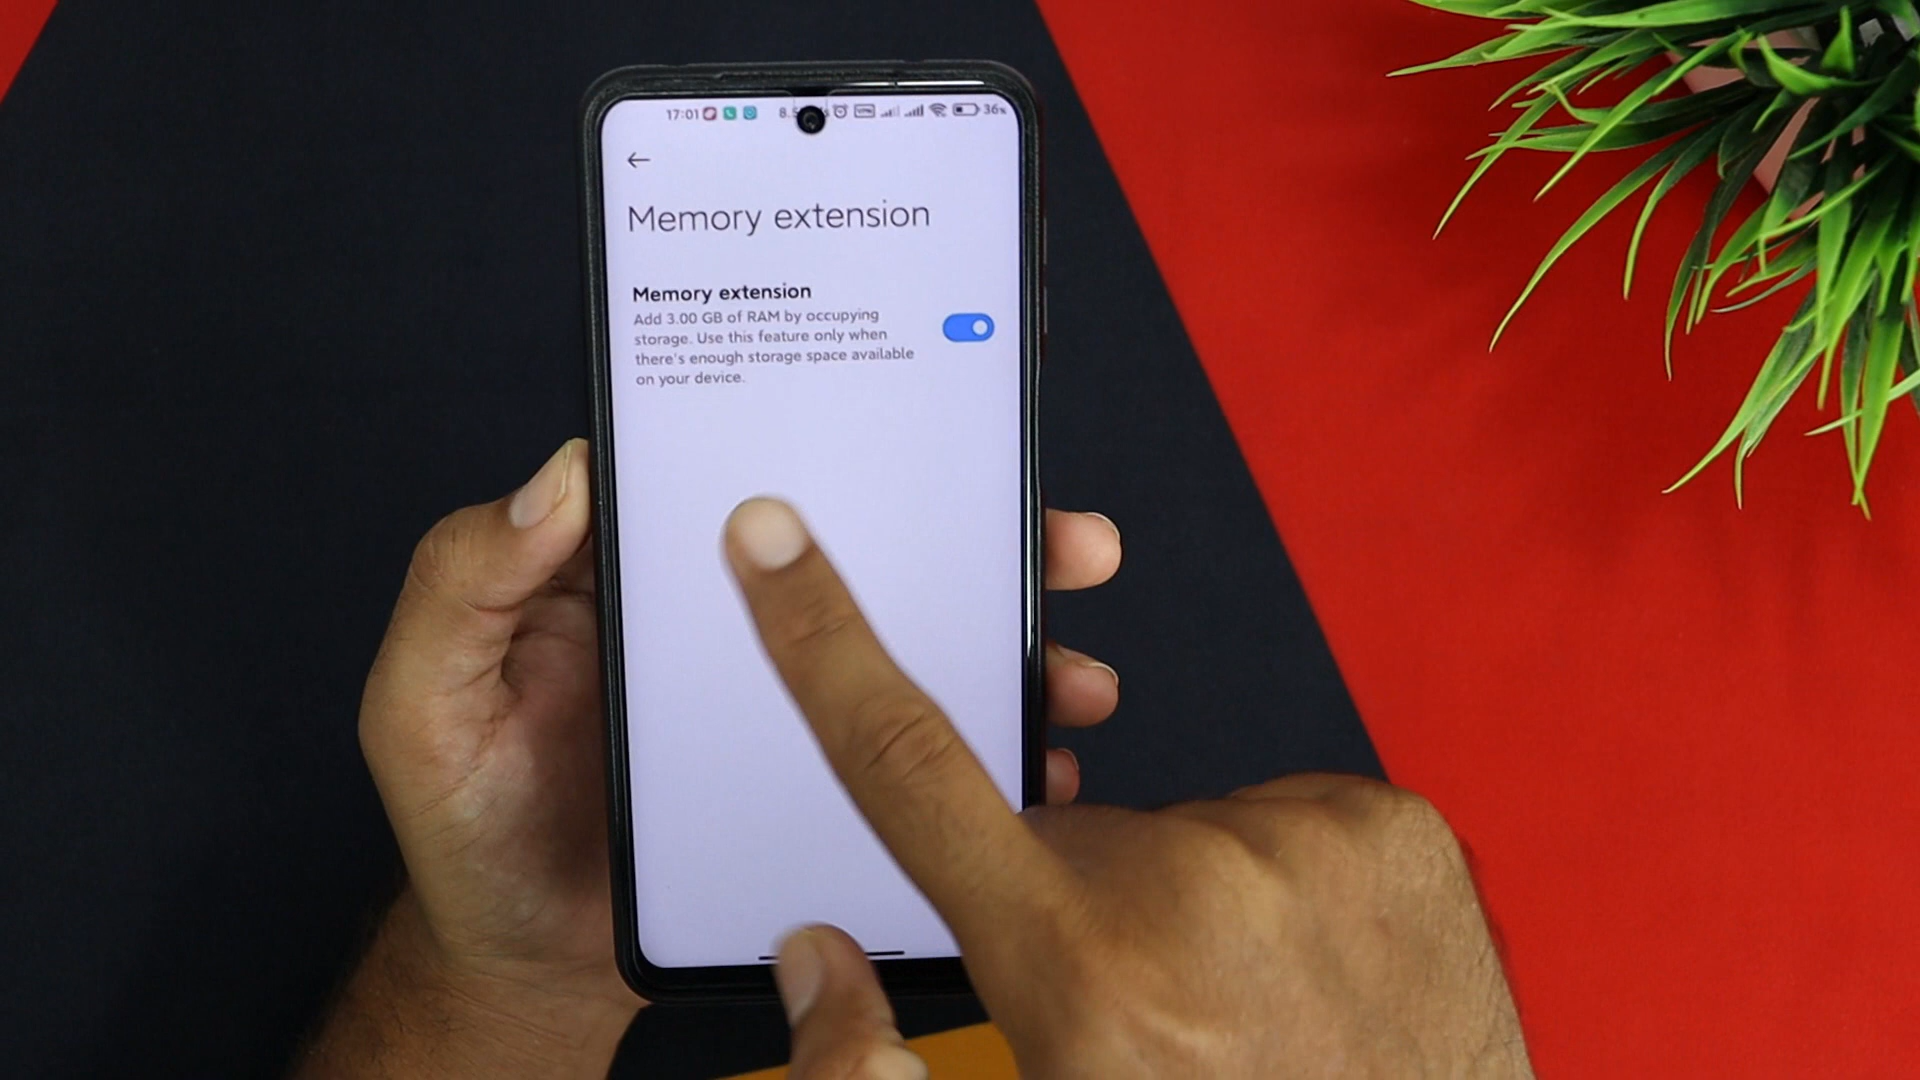 17:01 36%
Memory extension
Memory extension
Add 3.00 GB of RAM by occupying
storage. Use this feature only when
there's enough storage space available
on your device.